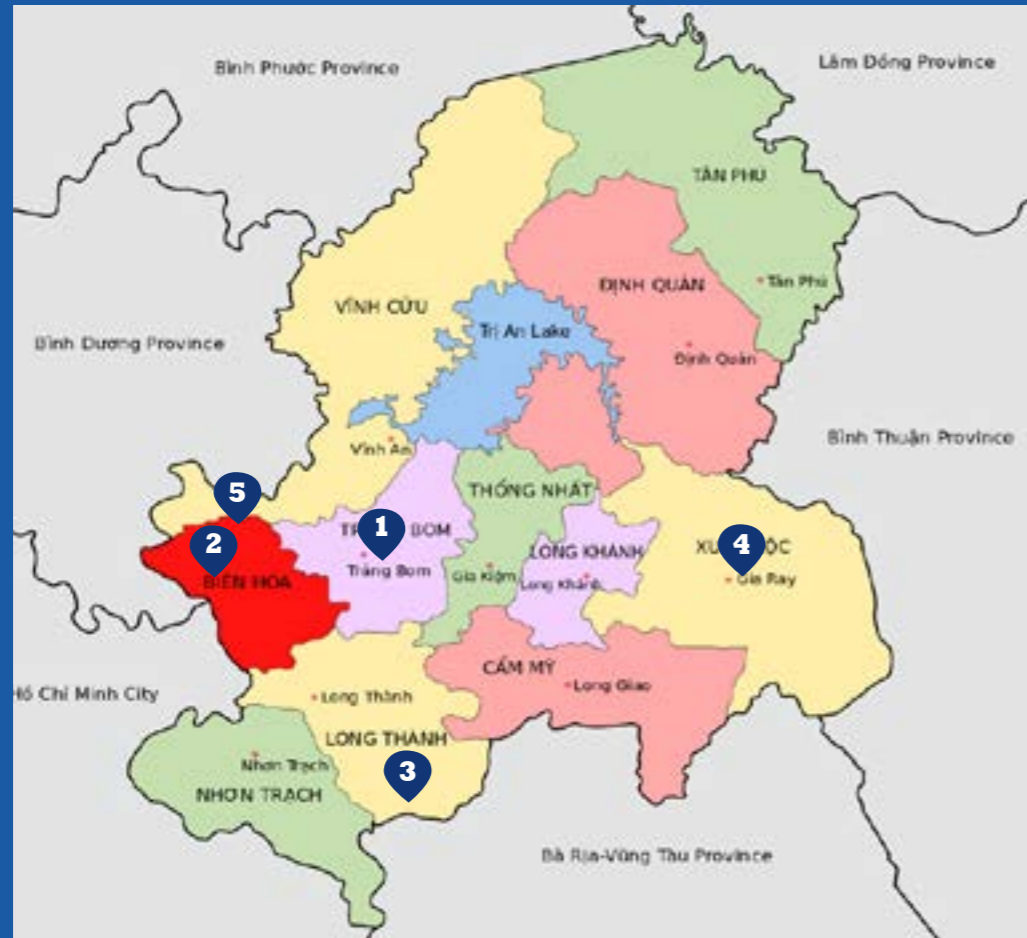 Bình Phước Province
Lâm Đồng Province
TÂN PHÚ
Tân Phú
ĐỊNH QUÁN
VĨNH CỬU
Trị An Lake
Bình Dương Province
Định Quán
Bình Thuận Province
Vĩnh An
THỐNG NHẤT
5
1
BOM
2
4
LONG KHÁNH
Trảng Bom
Gia Kiệm
Long Khánh
Gia Ray
BIÊN HÒA
CẨM MỸ
Hồ Chí Minh City
Long Thành
Long Giao
LONG THÀNH
Nhơn Trạch
3
NHƠN TRẠCH
Bà Rịa-Vũng Tàu Province